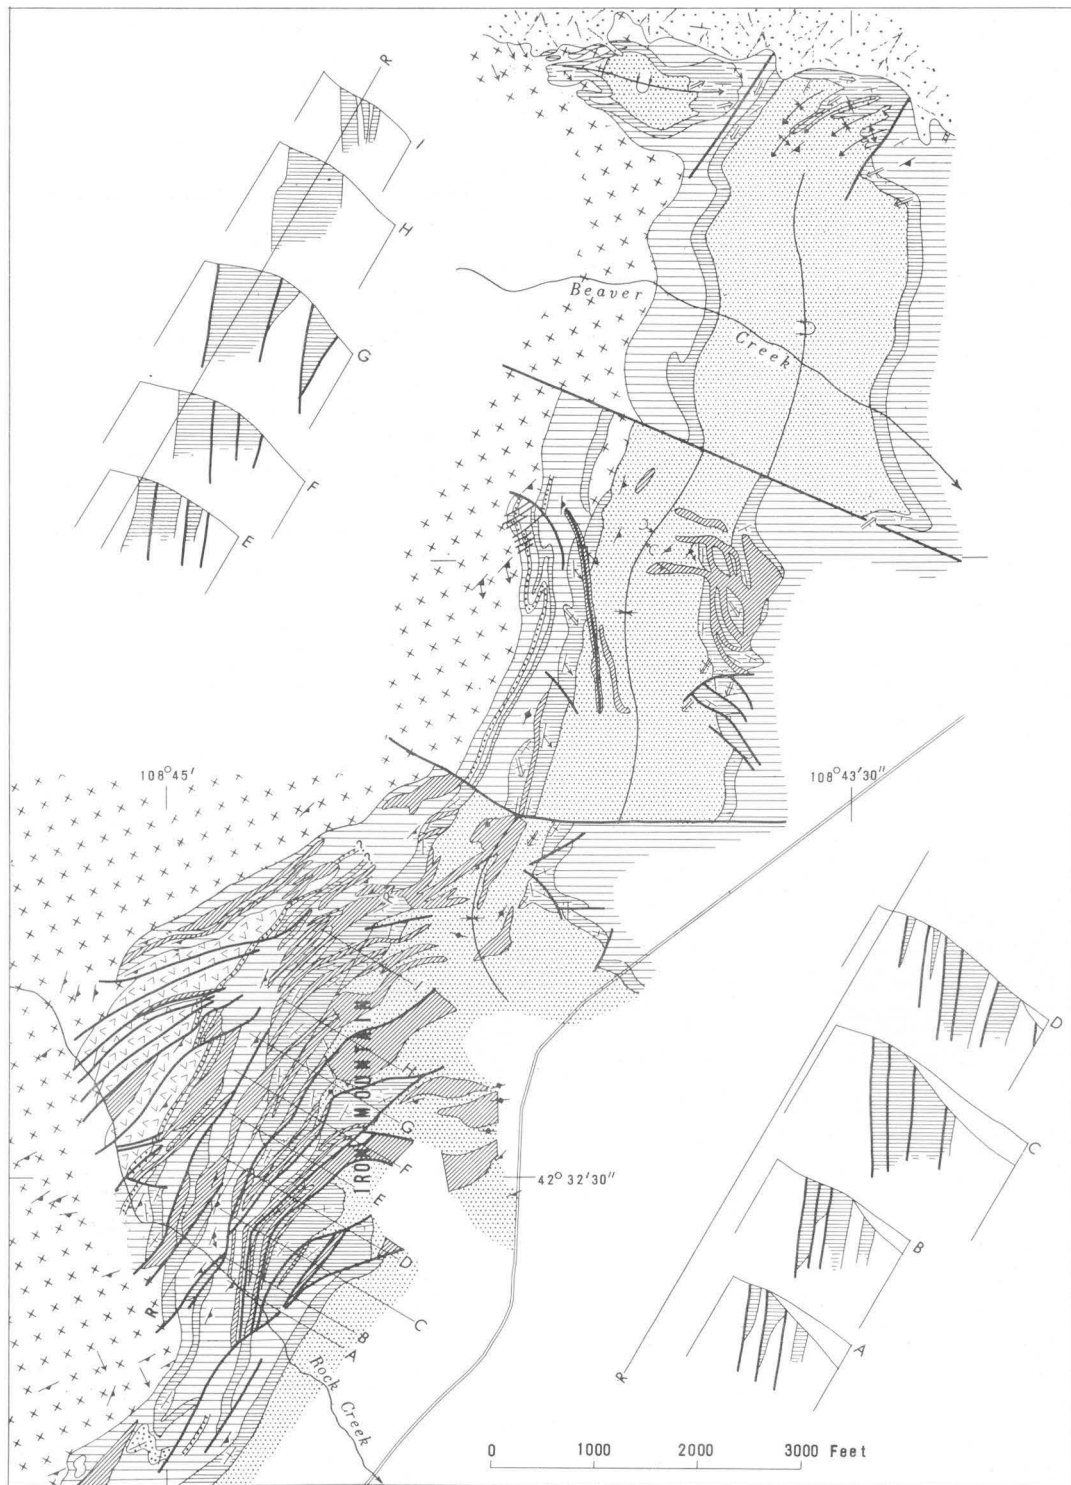 R
I
H
G
F
E
Beaver
Creek
108°45'
108°43'30"
IRON MOUNTAIN
I
H
G
F
E
D
C
B
A
R
42°32'30"
D
C
B
A
R
Rock
Creek
0 1000 2000 3000 Feet